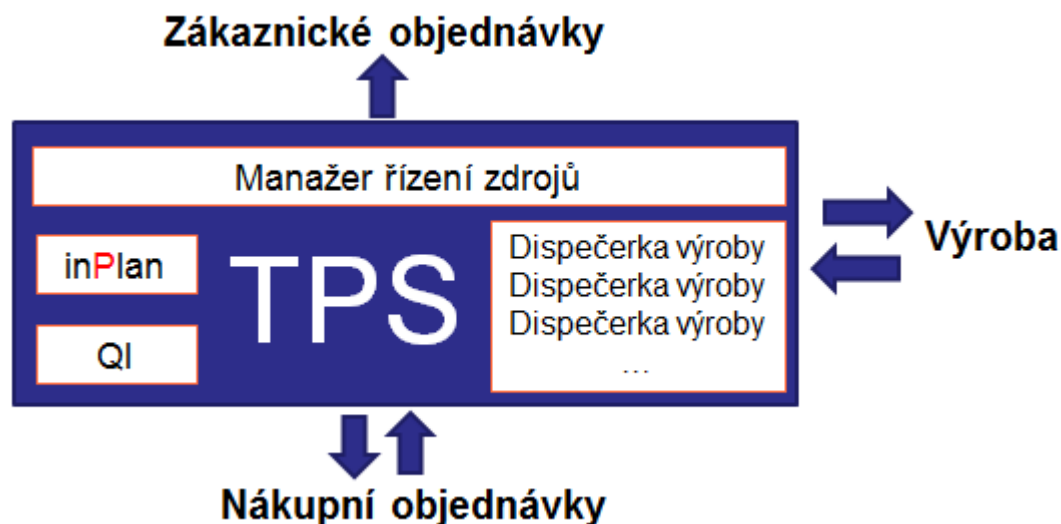 Zákaznické objednávky
Manažer řízení zdrojů
inPlan
QI
TPS
Dispečerka výroby
Dispečerka výroby
Dispečerka výroby
...
Výroba
Nákupní objednávky